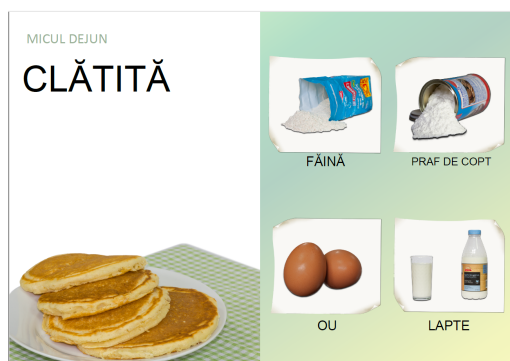 MICUL DEJUN
CLĂTITĂ
FĂINĂ
PRAF DE COPT
OU
LAPTE